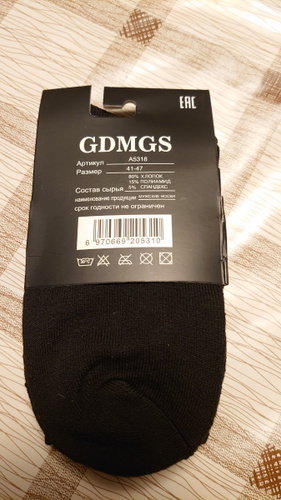 EAC
GDMGS
Артикул A5318
Размер 41-47
80% ХЛОПОК
15% ПОЛИАМИД
Состав сырья 5% СПАНДЕКС
наименование продукции мужские носки
срок годности не ограничен
6 970669 205310